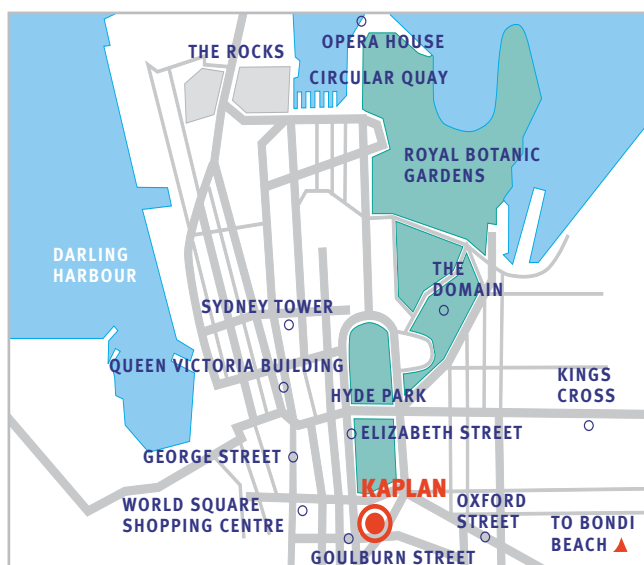 OPERA HOUSE
THE ROCKS
CIRCULAR QUAY
ROYAL BOTANIC
GARDENS
DARLING
HARBOUR
THE
DOMAIN
SYDNEY TOWER
QUEEN VICTORIA BUILDING
KINGS
CROSS
HYDE PARK
ELIZABETH STREET
GEORGE STREET
KAPLAN
WORLD SQUARE
SHOPPING CENTRE
OXFORD
STREET
TO BONDI
BEACH
GOULBURN STREET